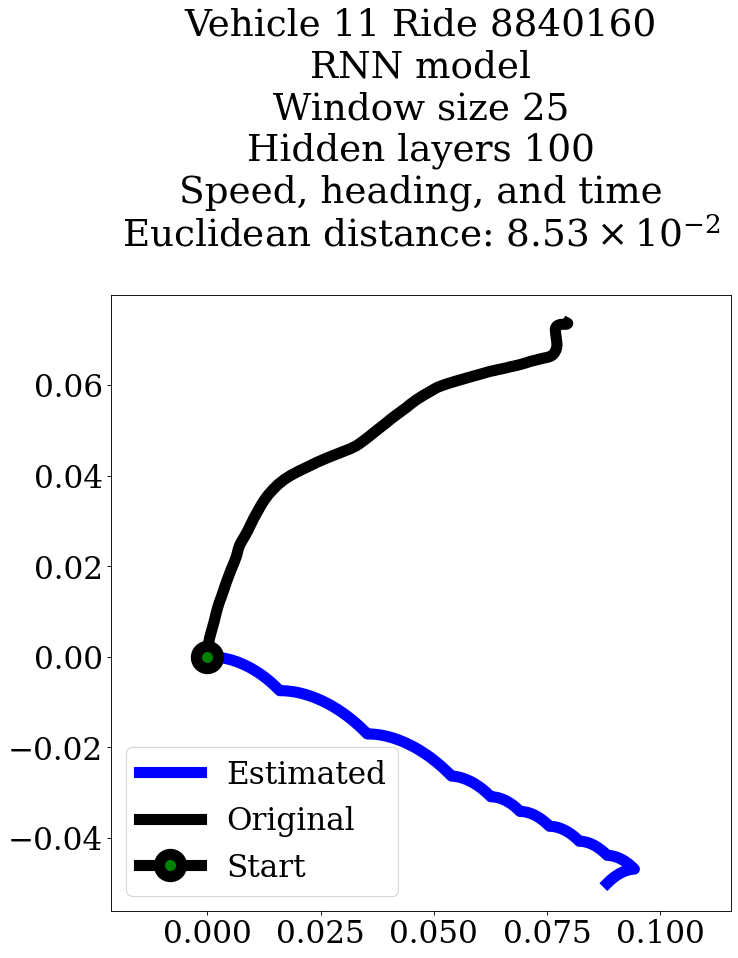 Vehicle 11 Ride 8840160
RNN model
Window size 25
Hidden layers 100
Speed, heading, and time
Euclidean distance: 8.53 × 10⁻²
0.06
0.04
0.02
0.00
−0.02
−0.04
Estimated
Original
Start
0.000 0.025 0.050 0.075 0.100